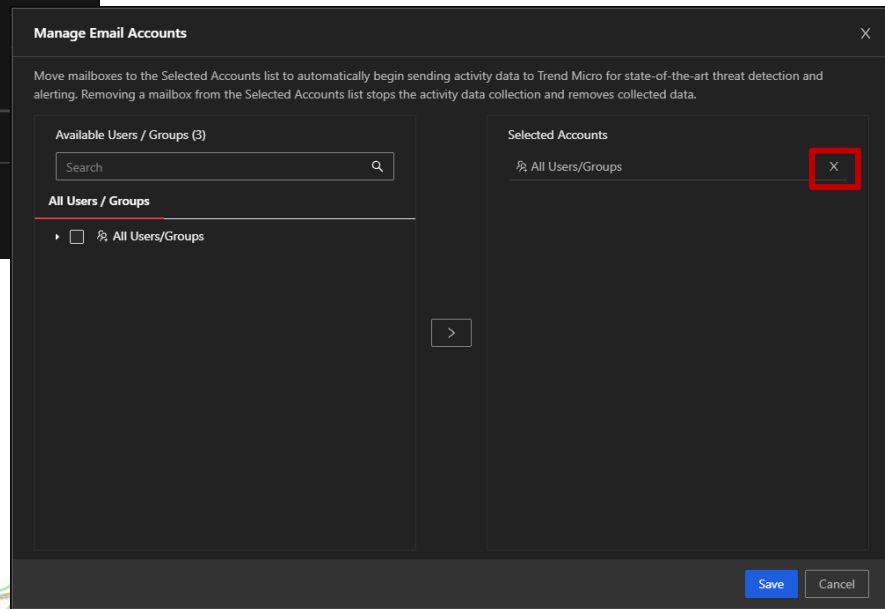 Manage Email Accounts
X
Move mailboxes to the Selected Accounts list to automatically begin sending activity data to Trend Micro for state-of-the-art threat detection and
alerting. Removing a mailbox from the Selected Accounts list stops the activity data collection and removes collected data.
Available Users / Groups (3)
Search
All Users / Groups
All Users/Groups
>
Selected Accounts
All Users/Groups
X
Save
Cancel